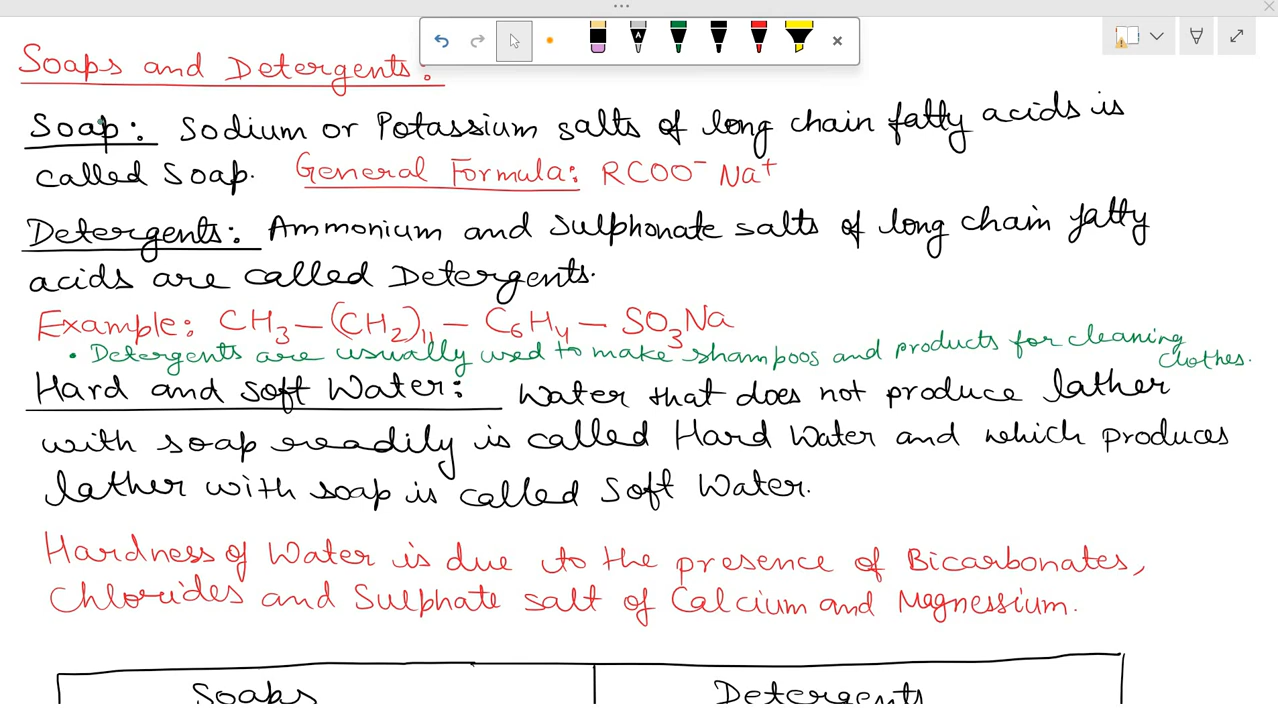 Soaps and Detergents:
Soap: Sodium or Potassium salts of long chain fatty acids is
called Soap. General Formula: RCOO⁻ Na⁺
Detergents: Ammonium and Sulphonate salts of long chain fatty
acids are called Detergents.
Example: CH₃ – (CH₂)₁₁ – C₆H₄ – SO₃Na
• Detergents are usually used to make shampoos and products for cleaning
clothes.
Hard and Soft Water: Water that does not produce lather
with soap readily is called Hard Water and which produces
lather with soap is called Soft Water.
Hardness of Water is due to the presence of Bicarbonates,
Chlorides and Sulphate salt of Calcium and Magnessium.
Soaps Detergents